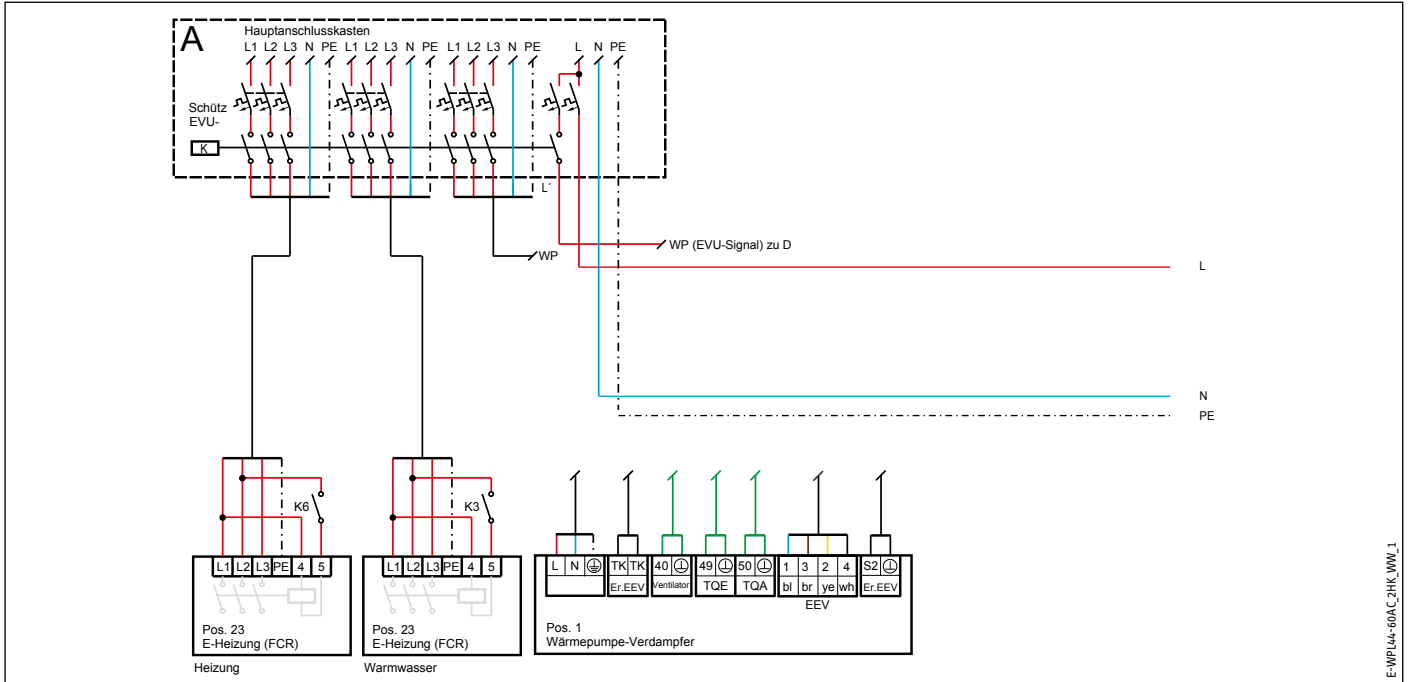 A
Hauptanschlusskasten
L1 L2 L3 N PE L1 L2 L3 N PE L1 L2 L3 N PE L N PE
Schütz
EVU-
K
L´
WP (EVU-Signal) zu D
WP
L
N
PE
K6
K3
L1 L2 L3 PE 4 5
L1 L2 L3 PE 4 5
L N TK TK 40 49 50 1 3 2 4 S2
Er.EEV Ventilator TQE TQA bl br ye wh Er.EEV
EEV
Pos. 23
E-Heizung (FCR)
Pos. 23
E-Heizung (FCR)
Pos. 1
Wärmepumpe-Verdampfer
Heizung
Warmwasser
E-WPL44-60AC_2HK_WW_1